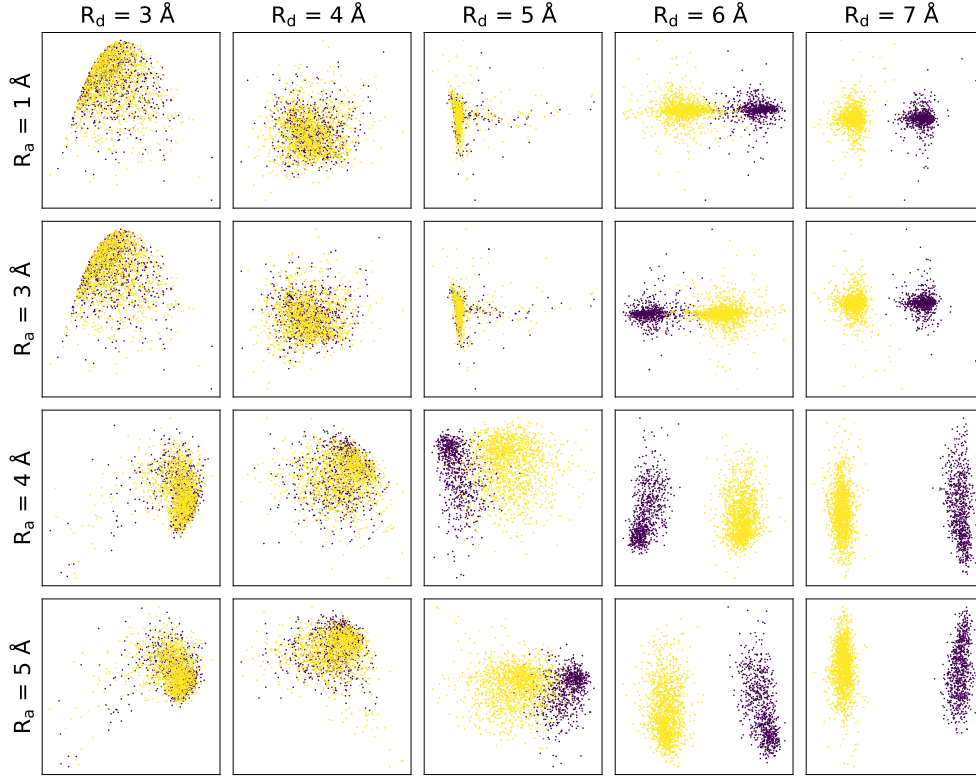 R_d = 3 Å
R_d = 4 Å
R_d = 5 Å
R_d = 6 Å
R_d = 7 Å
R_a = 1 Å
R_a = 3 Å
R_a = 4 Å
R_a = 5 Å